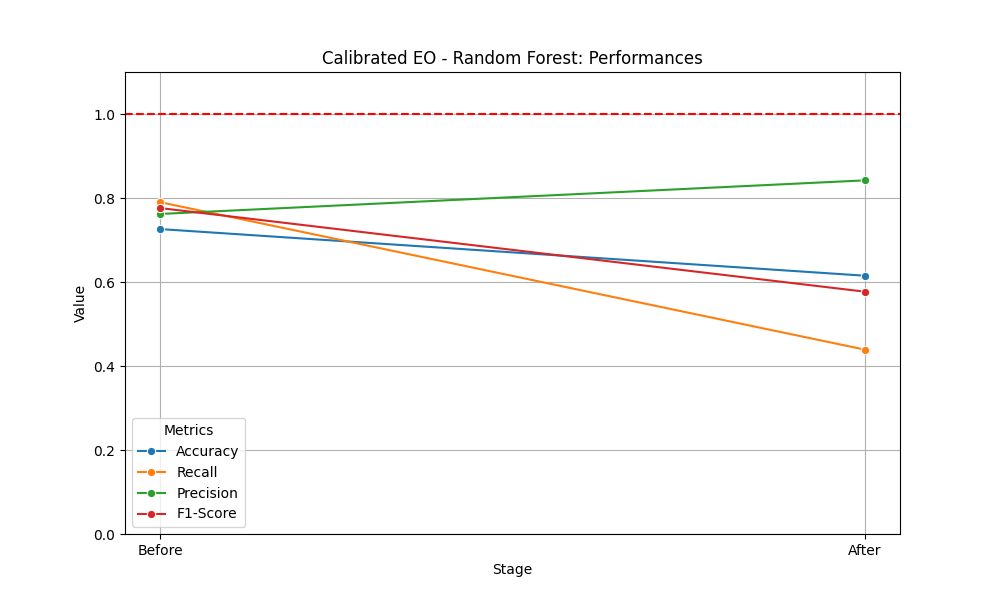 Calibrated EO - Random Forest: Performances
Value
1.0
0.8
0.6
0.4
0.2
0.0
Metrics
Accuracy
Recall
Precision
F1-Score
Before
After
Stage